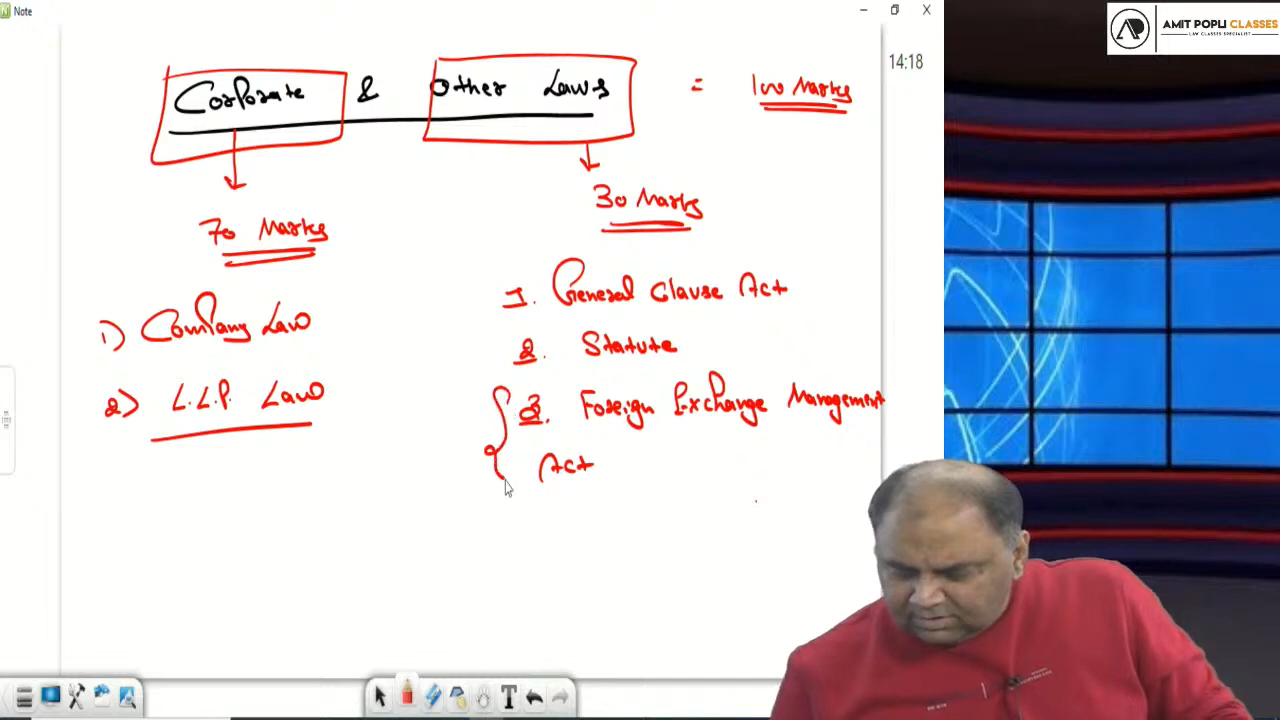 Note
AMIT POPLI CLASSES
LAW CLASSES SPECIALIST
14:18
Corporate & Other Laws = 100 Marks
70 Marks
30 Marks
1) Company Law
2) L.L.P. Law
1. General Clause Act
2. Statute
3. Foreign Exchange Management
Act